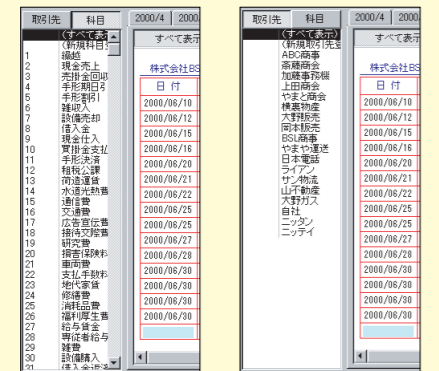 取引先 科目
(すべて表示
(新規科目登
1 繰越
2 現金売上
3 売掛金回収
4 手形期日引
5 手形割引
6 雑収入
7 設備売却
8 借入金
9 現金仕入
10 買掛金支払
11 手形決済
12 租税公課
13 荷造運賃
14 水道光熱費
15 通信費
16 交通費
17 広告宣伝費
18 接待交際費
19 研究費
20 損害保険料
21 車両費
22 支払手数料
23 地代家賃
24 修繕費
25 消耗品費
26 福利厚生費
27 給与賃金
28 専従者給与
29 雑費
30 設備購入
31 借入金返済
2000/4 2000
すべて表示
株式会社BS
日 付
2000/06/10
2000/06/12
2000/06/15
2000/06/16
2000/06/20
2000/06/21
2000/06/22
2000/06/25
2000/06/25
2000/06/27
2000/06/28
2000/06/30
2000/06/30
2000/06/30
2000/06/30
取引先 科目
(すべて表示)
(新規取引先登
ABC商事
斎藤商会
加藤事務機
上田商会
やまと商会
横裏物産
大野販売
岡本販売
BSL商事
やまや運送
日本電話
ライアン
サン物流
山下動産
大野ガス
自社
ニッタン
ニッテイ
2000/4 2000
すべて表示
株式会社BS
日 付
2000/06/10
2000/06/12
2000/06/15
2000/06/16
2000/06/20
2000/06/21
2000/06/22
2000/06/25
2000/06/25
2000/06/27
2000/06/28
2000/06/30
2000/06/30
2000/06/30
2000/06/30